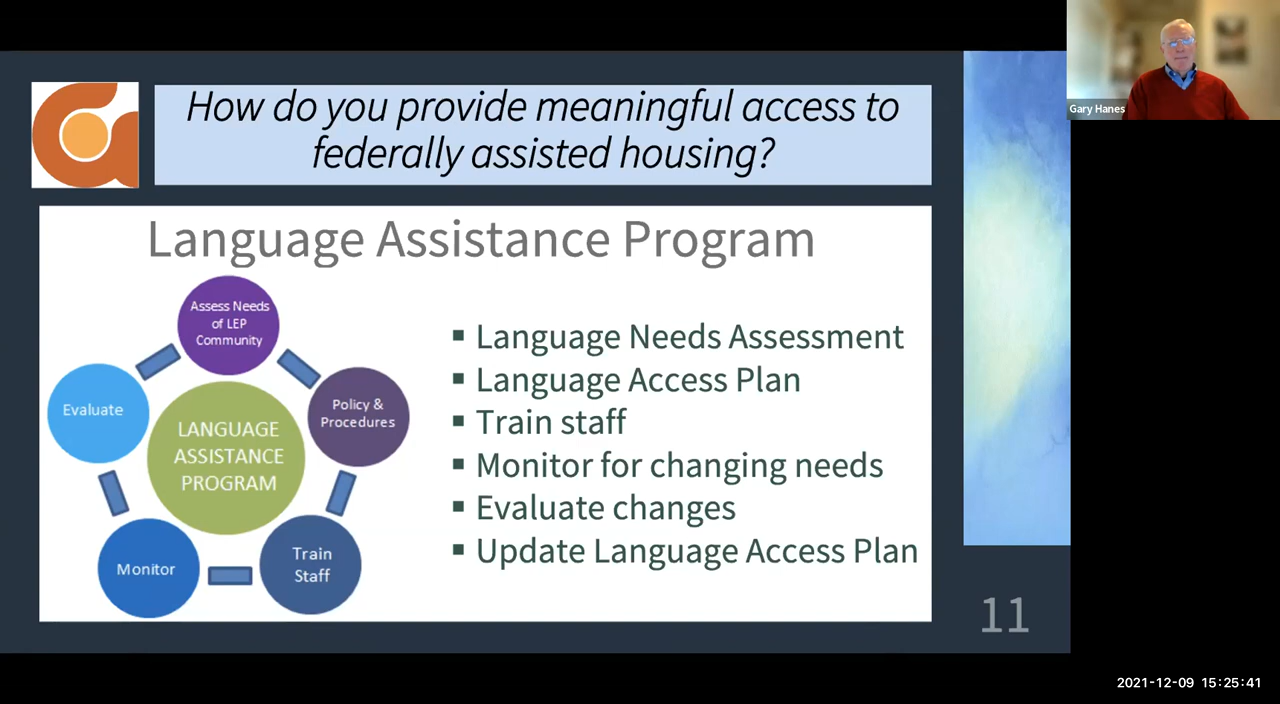 Gary Hanes
How do you provide meaningful access to
federally assisted housing?
Language Assistance Program
Assess Needs
of LEP
Community
Evaluate
Policy &
Procedures
LANGUAGE
ASSISTANCE
PROGRAM
Monitor
Train
Staff
▪ Language Needs Assessment
▪ Language Access Plan
▪ Train staff
▪ Monitor for changing needs
▪ Evaluate changes
▪ Update Language Access Plan
11
2021-12-09 15:25:41